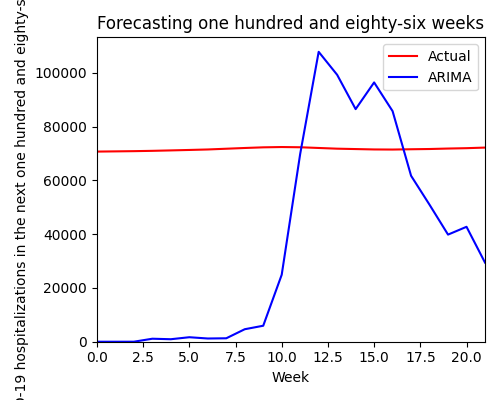 Forecasting one hundred and eighty-six weeks
-19 hospitalizations in the next one hundred and eighty-s
Actual
ARIMA
100000
80000
60000
40000
20000
0
0.0 2.5 5.0 7.5 10.0 12.5 15.0 17.5 20.0
Week